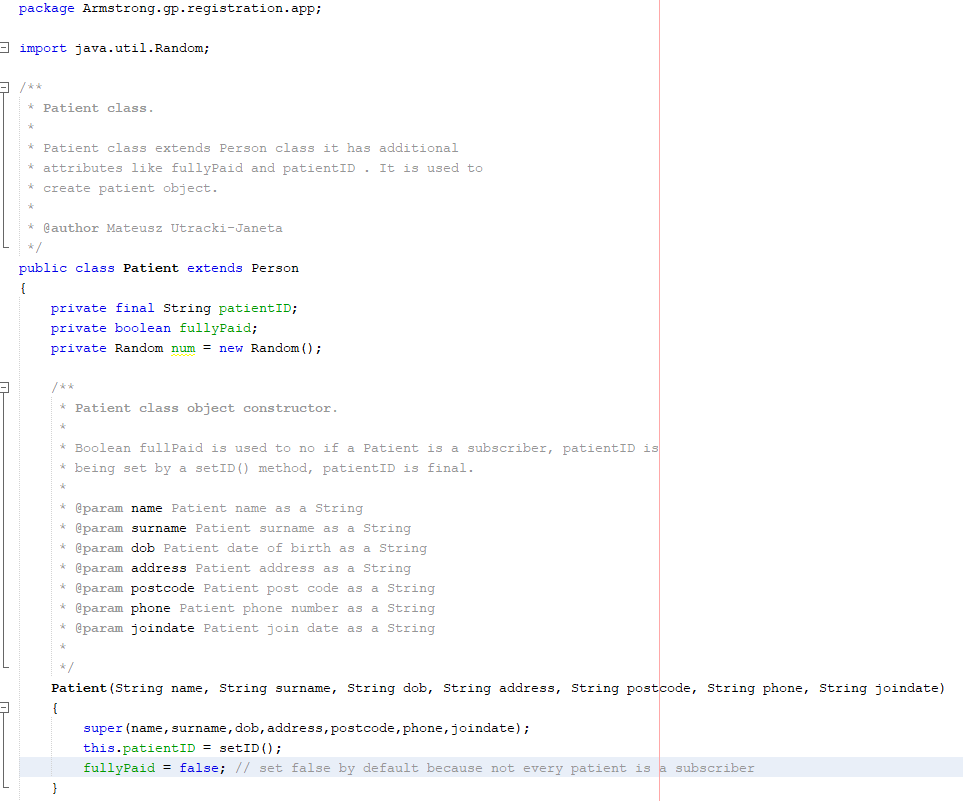 package Armstrong.gp.registration.app;
import java.util.Random;
/**
* Patient class.
*
* Patient class extends Person class it has additional
* attributes like fullyPaid and patientID . It is used to
* create patient object.
*
* @author Mateusz Utracki-Janeta
*/
public class Patient extends Person
{
private final String patientID;
private boolean fullyPaid;
private Random num = new Random();
/**
* Patient class object constructor.
*
* Boolean fullPaid is used to no if a Patient is a subscriber, patientID is
* being set by a setID() method, patientID is final.
*
* @param name Patient name as a String
* @param surname Patient surname as a String
* @param dob Patient date of birth as a String
* @param address Patient address as a String
* @param postcode Patient post code as a String
* @param phone Patient phone number as a String
* @param joindate Patient join date as a String
*
*/
Patient(String name, String surname, String dob, String address, String postcode, String phone, String joindate)
{
super(name,surname,dob,address,postcode,phone,joindate);
this.patientID = setID();
fullyPaid = false; // set false by default because not every patient is a subscriber
}